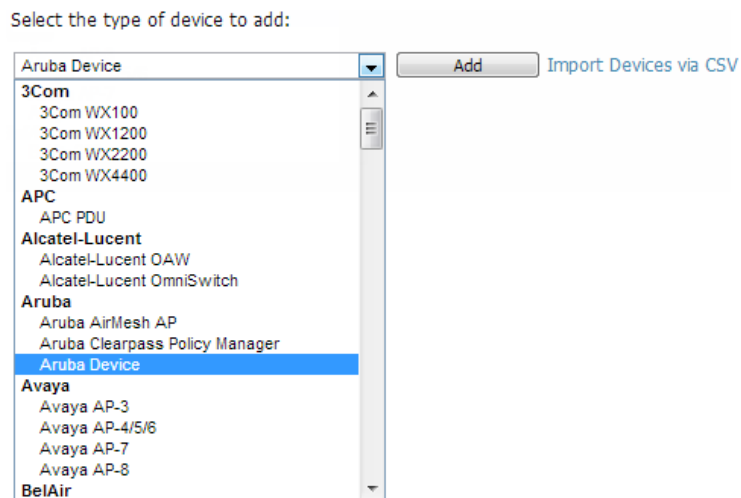 Select the type of device to add:
Aruba Device Add Import Devices via CSV
3Com
3Com WX100
3Com WX1200
3Com WX2200
3Com WX4400
APC
APC PDU
Alcatel-Lucent
Alcatel-Lucent OAW
Alcatel-Lucent OmniSwitch
Aruba
Aruba AirMesh AP
Aruba Clearpass Policy Manager
Aruba Device
Avaya
Avaya AP-3
Avaya AP-4/5/6
Avaya AP-7
Avaya AP-8
BelAir